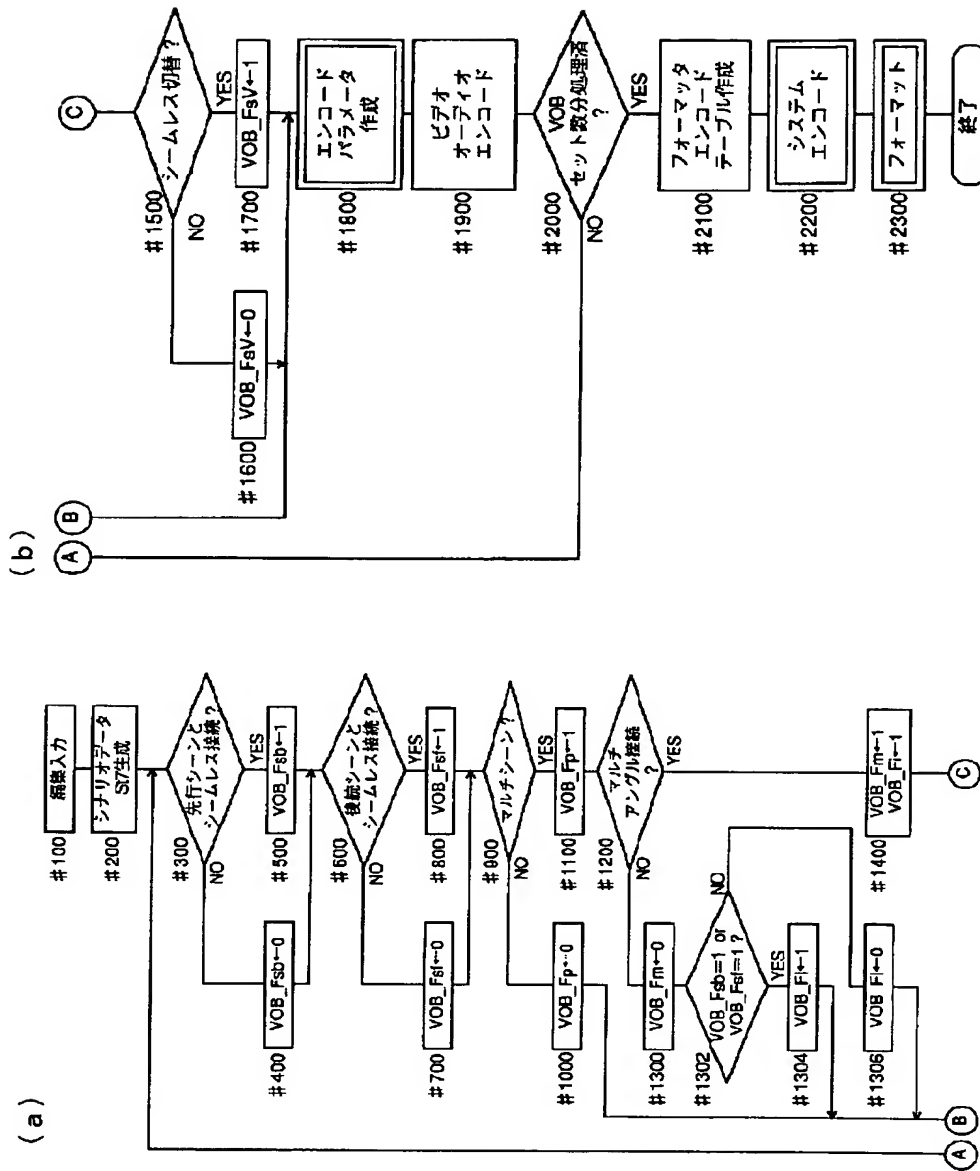 (a)
#100
編集入力
#200
シナリオデータ
St7生成
#300
先行シーンと
シームレス接続?
NO
YES
#400
VOB_Fsb←0
#500
VOB_Fsb←1
#600
後続シーンと
シームレス接続?
NO
YES
#700
VOB_Fsf←0
#800
VOB_Fsf←1
#900
マルチシーン?
NO
YES
#1000
VOB_Fp←0
#1100
VOB_Fp←1
#1200
マルチ
アングル接続
?
NO
YES
#1300
VOB_Fm←0
#1302
VOB_Fsb=1 or
VOB_Fsf=1 ?
NO
YES
#1304
VOB_Fi←1
#1306
VOB_Fi←0
#1400
VOB_Fm←1
VOB_Fi←1
A
B
C
(b)
A
B
C
#1500
シームレス切替?
NO
YES
#1600
VOB_FsV←0
#1700
VOB_FsV←1
#1800
エンコード
パラメータ
作成
#1900
ビデオ
オーディオ
エンコード
#2000
VOB
セット数分処理済
?
NO
YES
#2100
フォーマッタ
エンコード
テーブル作成
#2200
システム
エンコード
#2300
フォーマット
終了